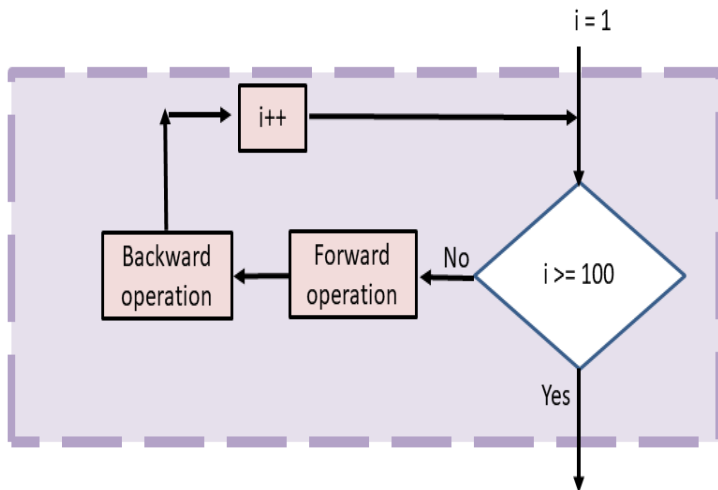 i = 1
i++
Backward
operation
Forward
operation
No
i >= 100
Yes